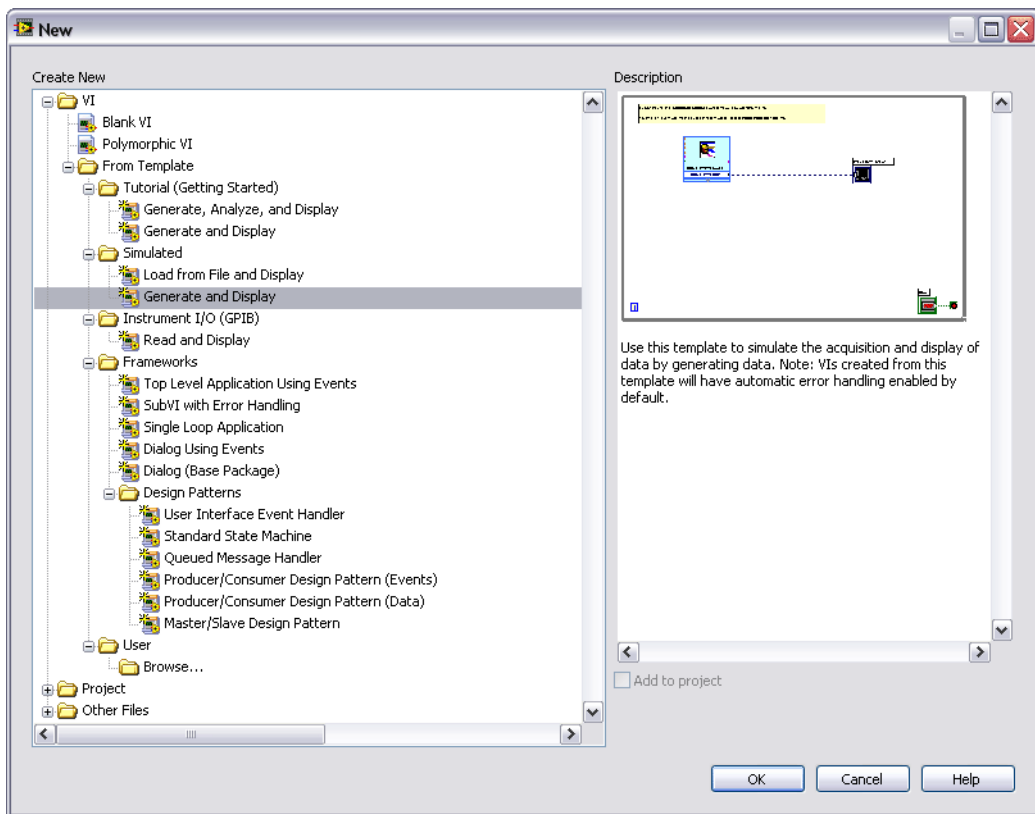 New
Create New
VI
Blank VI
Polymorphic VI
From Template
Tutorial (Getting Started)
Generate, Analyze, and Display
Generate and Display
Simulated
Load from File and Display
Generate and Display
Instrument I/O (GPIB)
Read and Display
Frameworks
Top Level Application Using Events
SubVI with Error Handling
Single Loop Application
Dialog Using Events
Dialog (Base Package)
Design Patterns
User Interface Event Handler
Standard State Machine
Queued Message Handler
Producer/Consumer Design Pattern (Events)
Producer/Consumer Design Pattern (Data)
Master/Slave Design Pattern
User
Browse...
Project
Other Files
Description
i
Use this template to simulate the acquisition and display of
data by generating data. Note: VIs created from this
template will have automatic error handling enabled by
default.
Add to project
OK
Cancel
Help